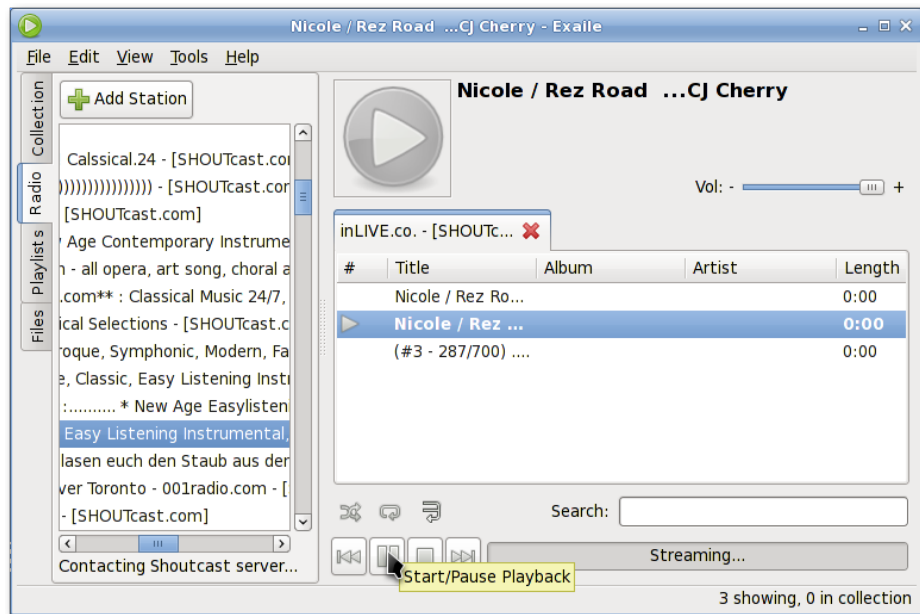 Nicole / Rez Road ...CJ Cherry - Exaile
File Edit View Tools Help
Collection
Radio
Playlists
Files
Add Station
Calssical.24 - [SHOUTcast.co
)))))))))))))))) - [SHOUTcast.co
- [SHOUTcast.com]
Age Contemporary Instrume
n - all opera, art song, choral a
.com** : Classical Music 24/7,
ical Selections - [SHOUTcast.c
roque, Symphonic, Modern, Fa
e, Classic, Easy Listening Inst
:.......... * New Age Easylisten
Easy Listening Instrumental,
lasen euch den Staub aus der
ver Toronto - 001radio.com - [
- [SHOUTcast.com]
Contacting Shoutcast server...
Nicole / Rez Road ...CJ Cherry
Vol: - +
inLIVE.co. - [SHOUTc...
# Title Album Artist Length
Nicole / Rez Ro... 0:00
Nicole / Rez ... 0:00
(#3 - 287/700) .... 0:00
Search:
Streaming...
Start/Pause Playback
3 showing, 0 in collection